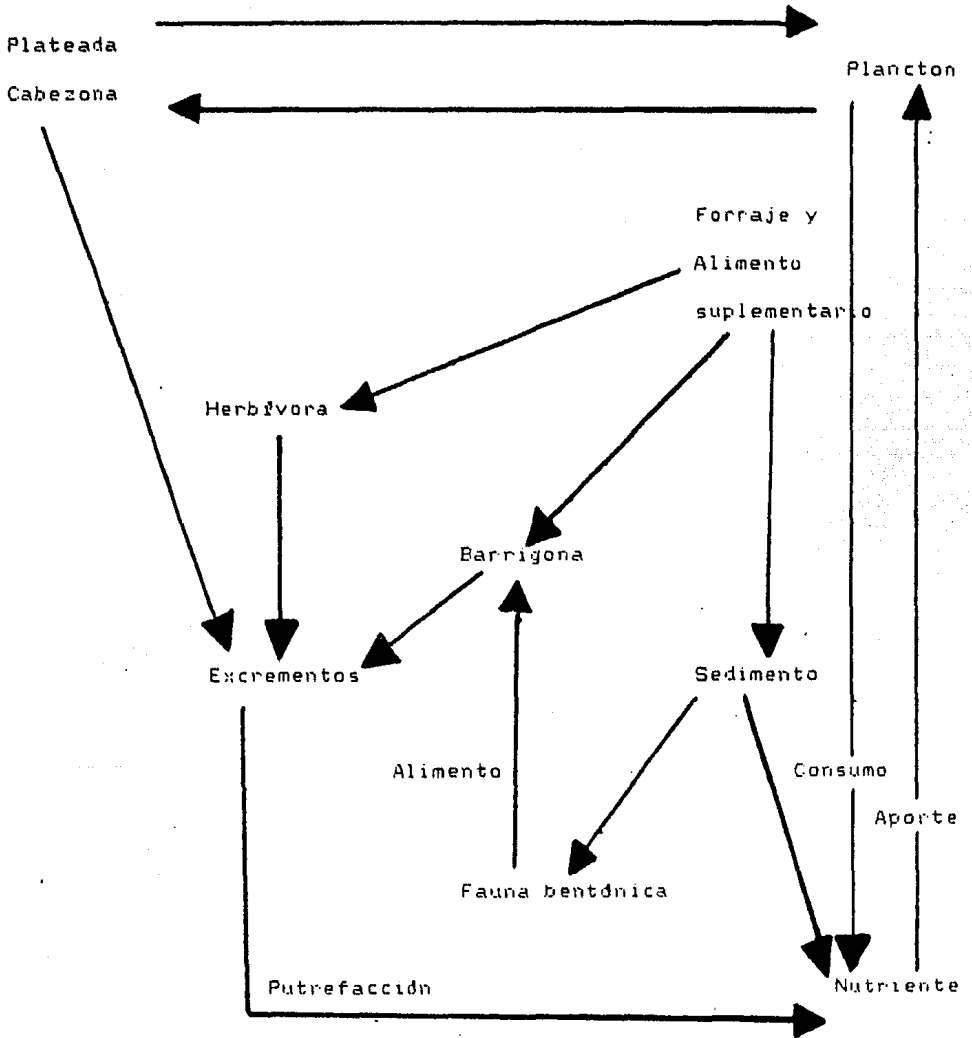 Plateada
Cabezona
Plancton
Forraje y
Alimento
suplementario
Herbívora
Barrigona
Excrementos
Sedimento
Alimento
Consumo
Aporte
Fauna bentónica
Putrefacción
Nutriente